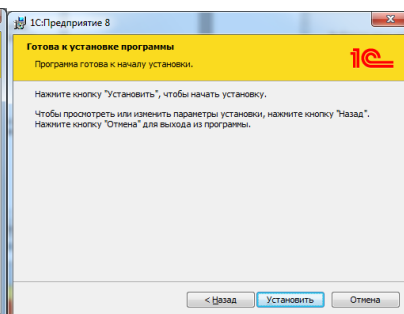 1С:Предприятие 8
Готова к установке программы
Программа готова к началу установки.
1С
Нажмите кнопку "Установить", чтобы начать установку.
Чтобы просмотреть или изменить параметры установки, нажмите кнопку "Назад".
Нажмите кнопку "Отмена" для выхода из программы.
< Назад
Установить
Отмена